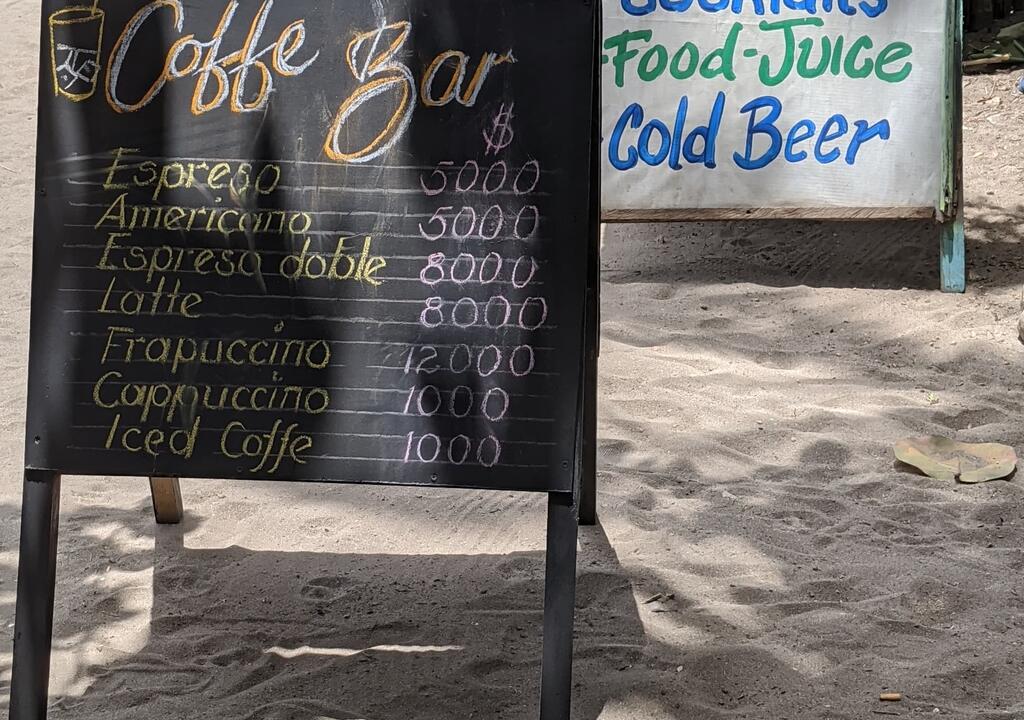 Coffe Bar
$
Espreso 5000
Americano 5000
Espreso doble 8000
Latte 8000
Frapuccino 12000
Cappuccino 1000
Iced Coffe 1000
Cocktails
Food-Juice
Cold Beer